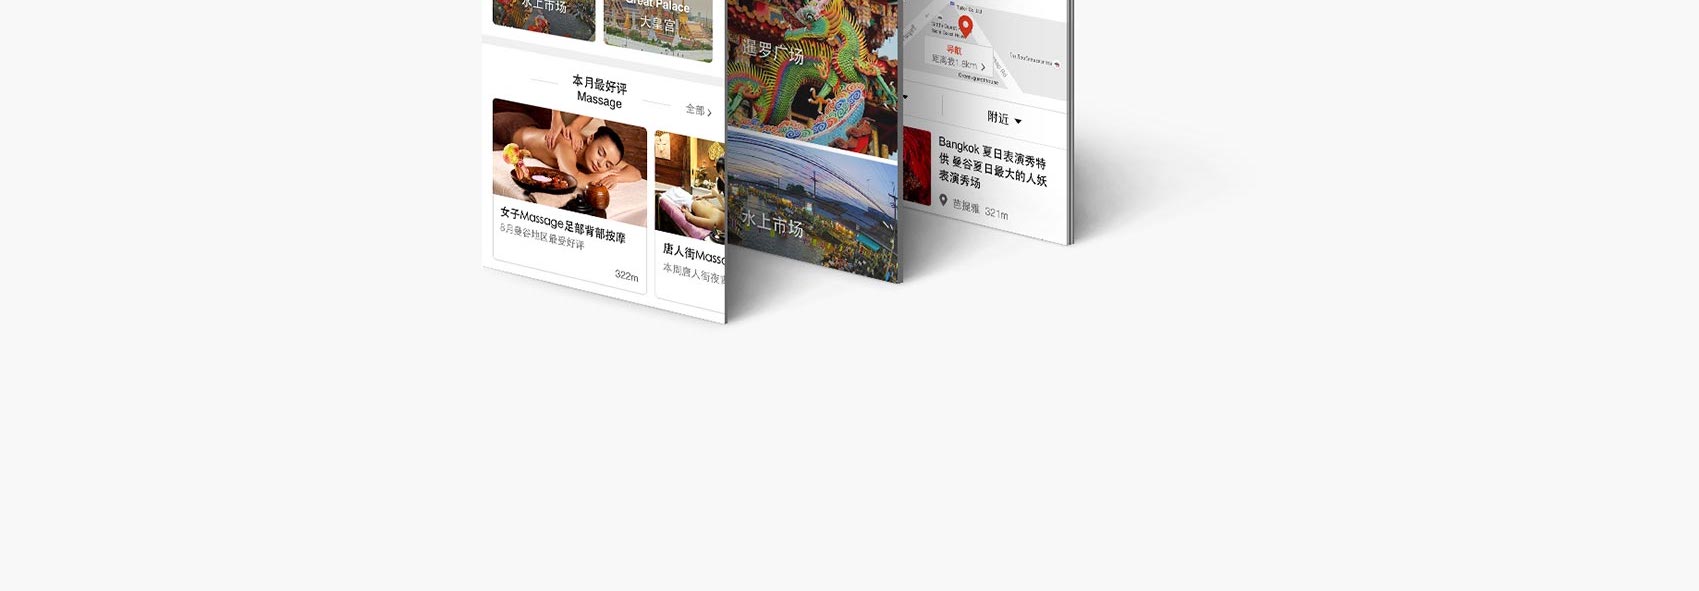 水上市场
Great Palace
大皇宫
本月最好评
Massage
全部
女子Massage足部背部按摩
8月曼谷地区最受好评
322m
唐人街Massa
本周唐人街夜
暹罗广场
水上市场
导航
距离我1.8km
附近
Bangkok 夏日表演秀特
供 曼谷夏日最大的人妖
表演秀场
芭提雅 321m